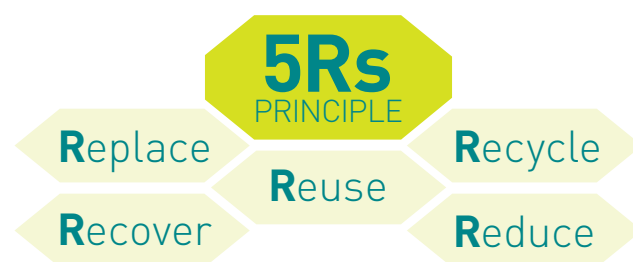 5Rs
PRINCIPLE
Replace
Recycle
Reuse
Recover
Reduce